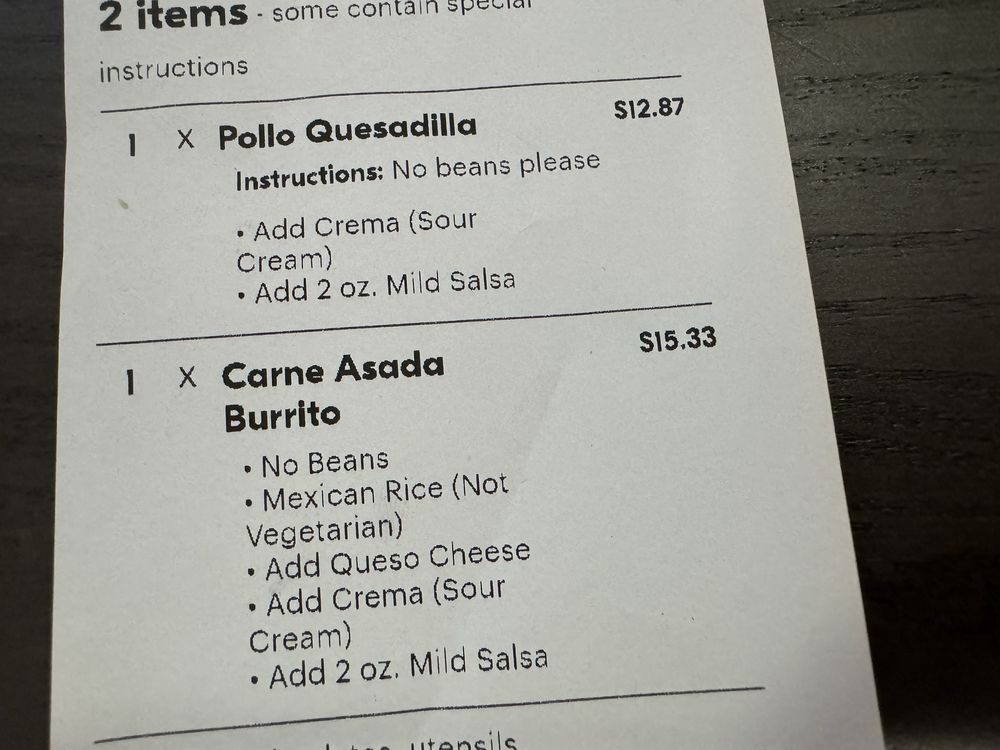 2 items - some contain special
instructions
1 X Pollo Quesadilla $12.87
Instructions: No beans please
• Add Crema (Sour
Cream)
• Add 2 oz. Mild Salsa
1 X Carne Asada $15.33
Burrito
• No Beans
• Mexican Rice (Not
Vegetarian)
• Add Queso Cheese
• Add Crema (Sour
Cream)
• Add 2 oz. Mild Salsa
utensils